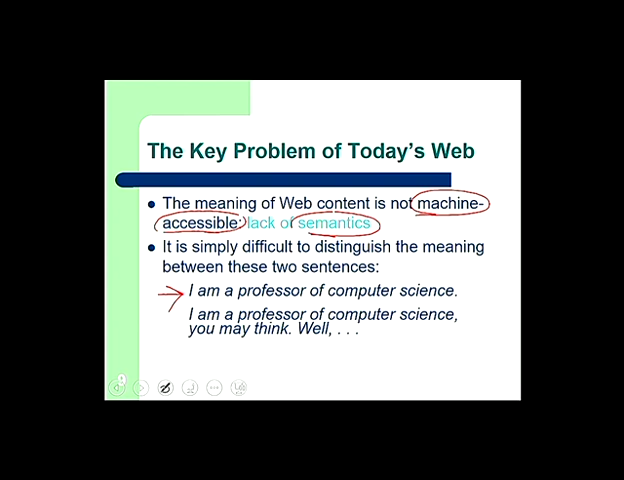 The Key Problem of Today's Web
The meaning of Web content is not machine-
accessible: lack of semantics
It is simply difficult to distinguish the meaning
between these two sentences:
I am a professor of computer science.
I am a professor of computer science,
you may think. Well, . . .